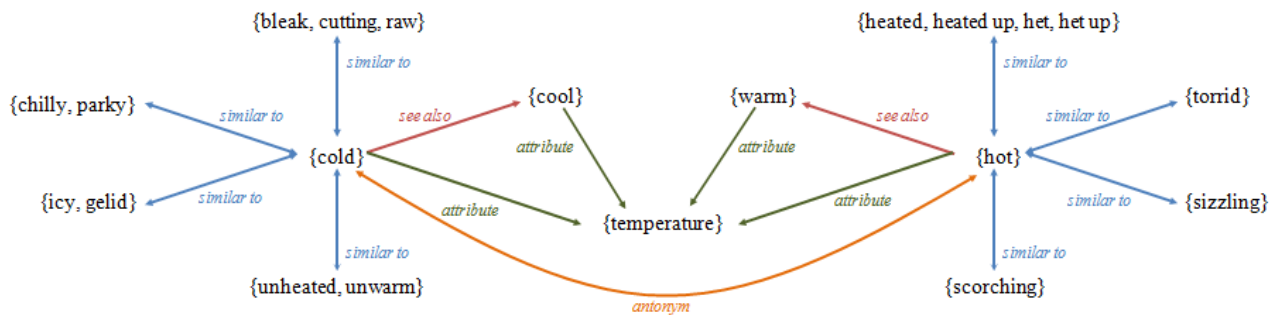 {bleak, cutting, raw}
{heated, heated up, het, het up}
similar to
similar to
{chilly, parky}
similar to
see also
{cool}
{warm}
see also
similar to
{torrid}
attribute
attribute
{cold}
{hot}
{icy, gelid}
similar to
attribute
{temperature}
attribute
similar to
{sizzling}
similar to
similar to
{unheated, unwarm}
{scorching}
antonym